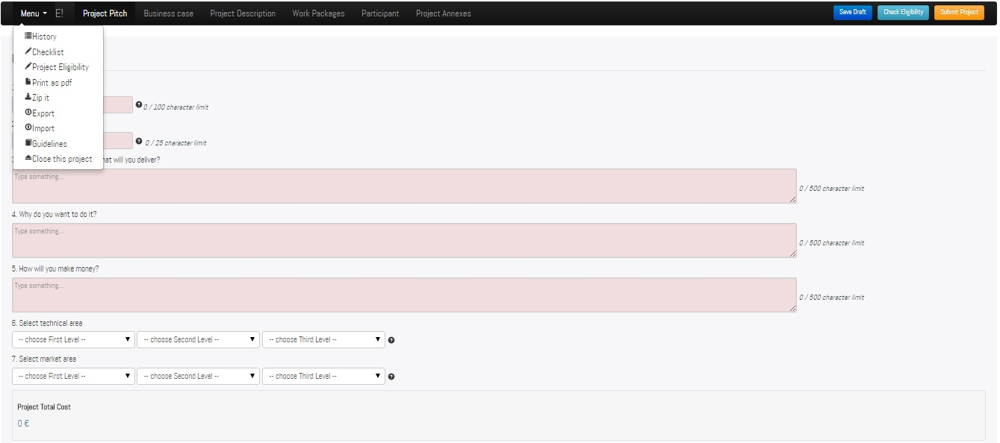 Menu E! Project Pitch Business case Project Description Work Packages Participant Project Annexes Save Draft Check Eligibility Submit Project
History
Checklist
Project Eligibility
Print as pdf
Zip it
Export
Import
Guidelines
Close this project
0 / 100 character limit
0 / 25 character limit
hat will you deliver?
Type something...
0 / 500 character limit
4. Why do you want to do it?
Type something...
0 / 500 character limit
5. How will you make money?
Type something...
0 / 500 character limit
6. Select technical area
-- choose First Level -- -- choose Second Level -- -- choose Third Level --
7. Select market area
-- choose First Level -- -- choose Second Level -- -- choose Third Level --
Project Total Cost
0 €